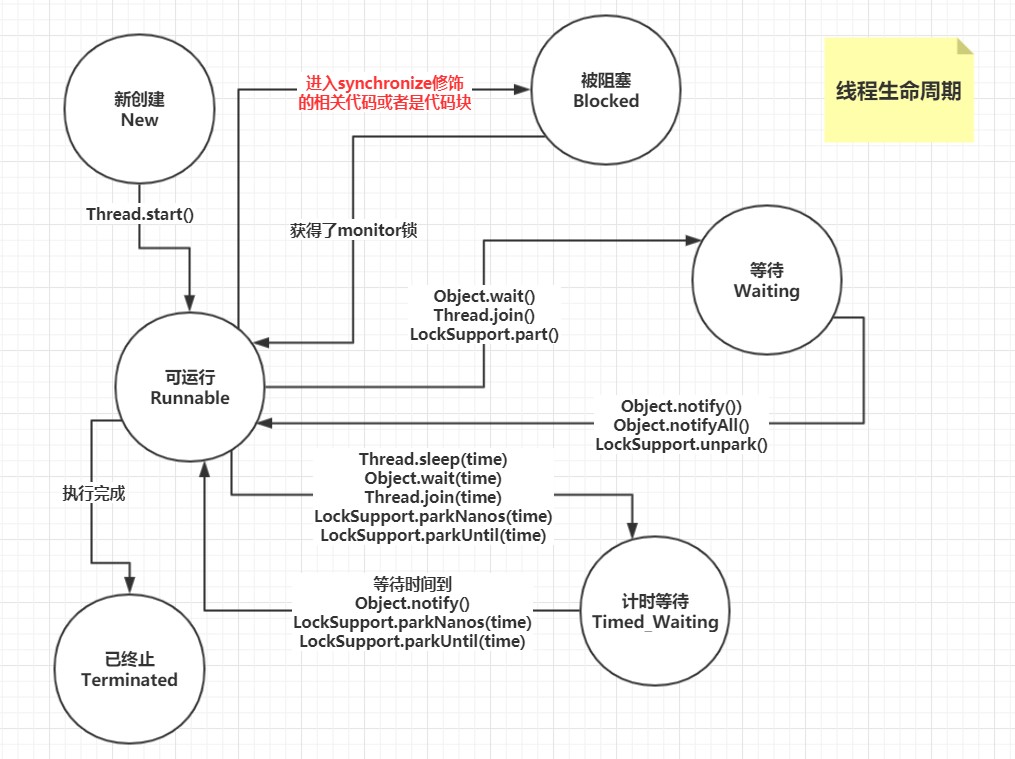 新创建
New
进入synchronize修饰
的相关代码或者是代码块
被阻塞
Blocked
线程生命周期
Thread.start()
获得了monitor锁
等待
Waiting
Object.wait()
Thread.join()
LockSupport.part()
可运行
Runnable
Object.notify())
Object.notifyAll()
LockSupport.unpark()
Thread.sleep(time)
Object.wait(time)
Thread.join(time)
LockSupport.parkNanos(time)
LockSupport.parkUntil(time)
执行完成
等待时间到
Object.notify()
LockSupport.parkNanos(time)
LockSupport.parkUntil(time)
计时等待
Timed_Waiting
已终止
Terminated